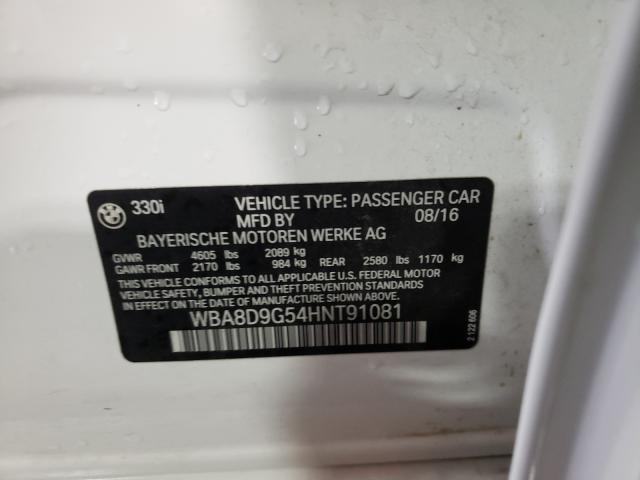 330i VEHICLE TYPE: PASSENGER CAR
MFD BY 08/16
BAYERISCHE MOTOREN WERKE AG
GVWR 4605 lbs 2089 kg
GAWR FRONT 2170 lbs 984 kg REAR 2580 lbs 1170 kg
THIS VEHICLE CONFORMS TO ALL APPLICABLE U.S. FEDERAL MOTOR
VEHICLE SAFETY, BUMPER AND THEFT PREVENTION STANDARDS
IN EFFECT ON THE DATE OF MANUFACTURE SHOWN ABOVE.
WBA8D9G54HNT91081
2 122 606